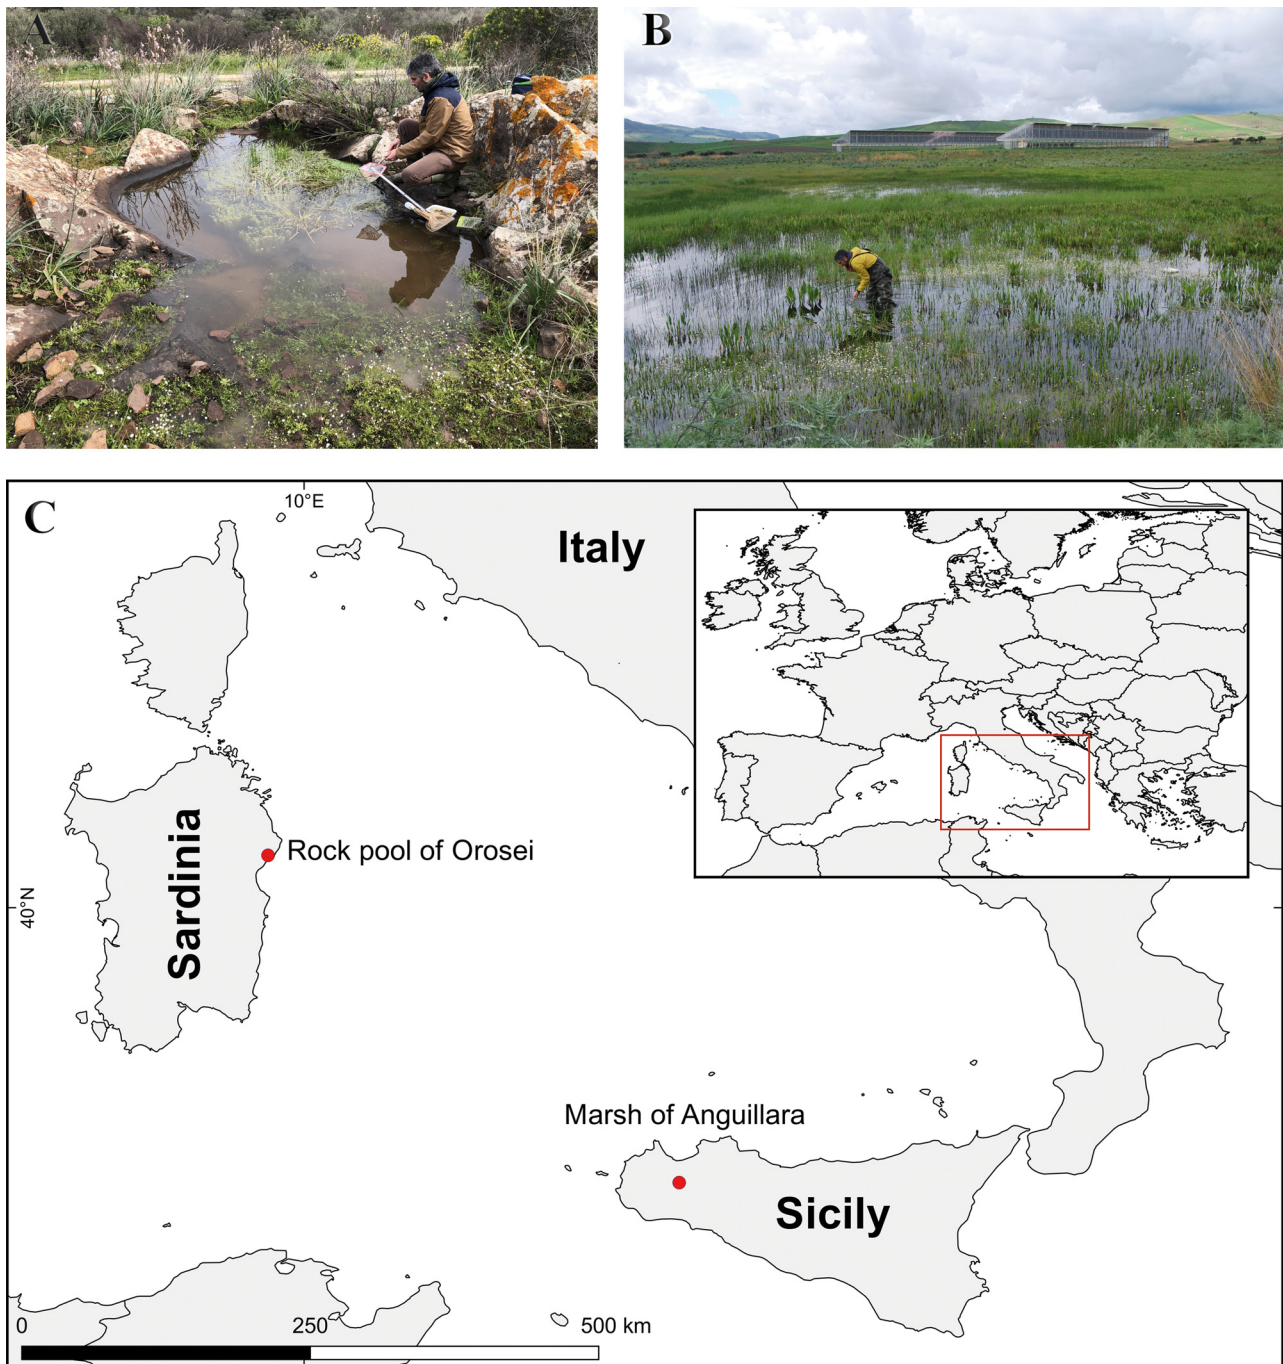 A
B
C
10°E
Italy
Sardinia
Rock pool of Orosei
40°N
Marsh of Anguillara
Sicily
0 250 500 km